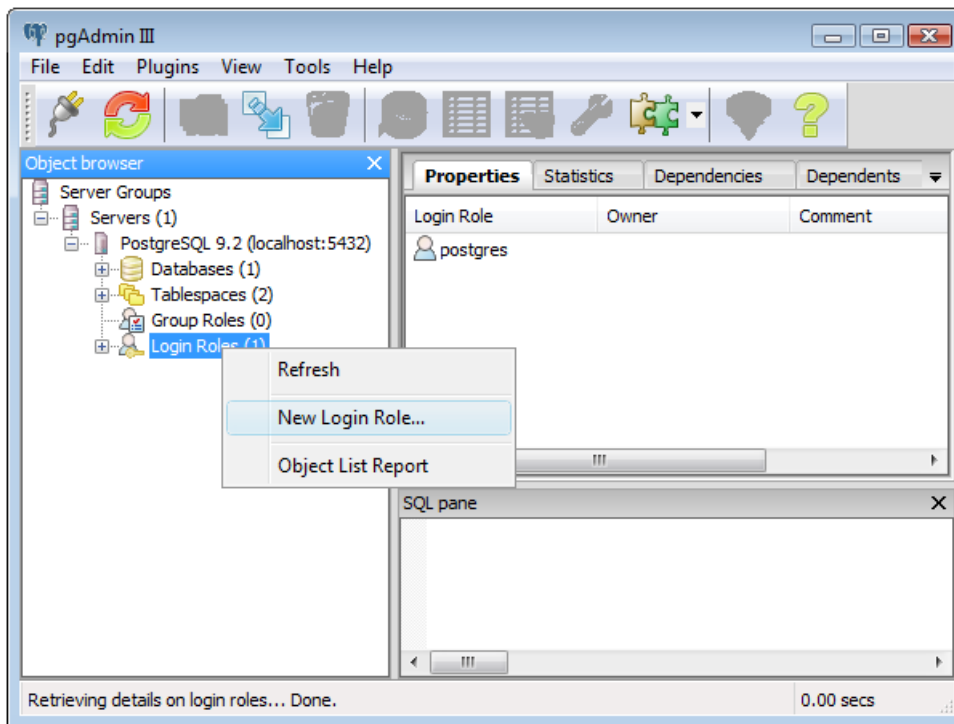 pgAdmin III
File Edit Plugins View Tools Help
Object browser
Server Groups
Servers (1)
PostgreSQL 9.2 (localhost:5432)
Databases (1)
Tablespaces (2)
Group Roles (0)
Login Roles (1)
Refresh
New Login Role...
Object List Report
Properties Statistics Dependencies Dependents
Login Role Owner Comment
postgres
SQL pane
Retrieving details on login roles... Done. 0.00 secs